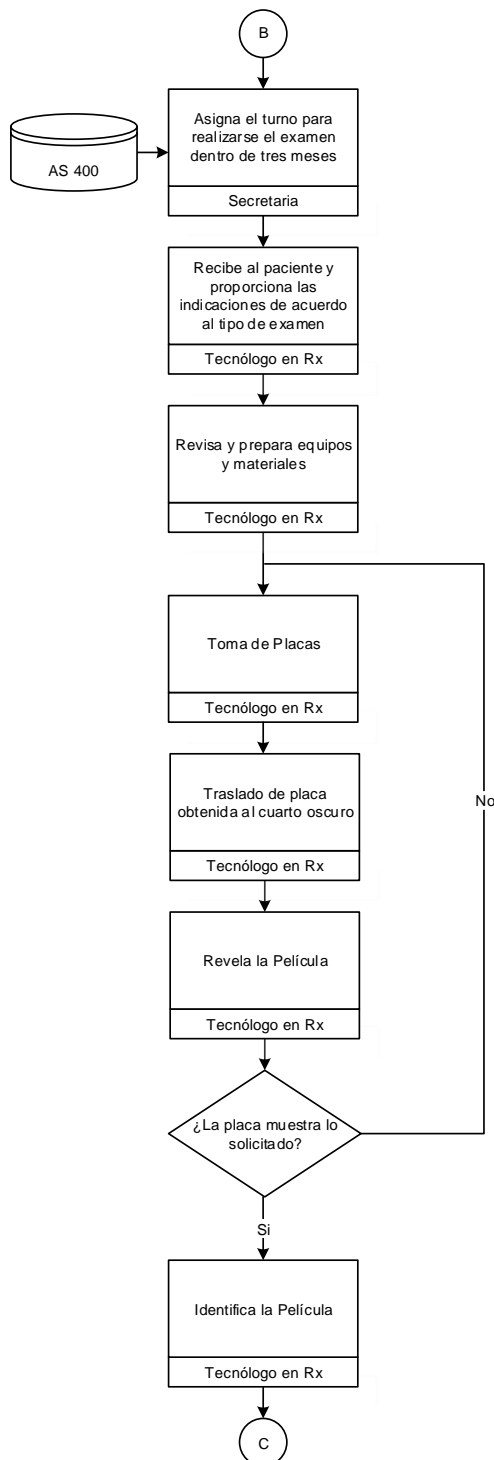 B
Asigna el turno para
realizarse el examen
dentro de tres meses
AS 400
Secretaria
Recibe al paciente y
proporciona las
indicaciones de acuerdo
al tipo de examen
Tecnólogo en Rx
Revisa y prepara equipos
y materiales
Tecnólogo en Rx
Toma de Placas
Tecnólogo en Rx
Traslado de placa
obtenida al cuarto oscuro
Tecnólogo en Rx
No
Revela la Película
Tecnólogo en Rx
¿La placa muestra lo
solicitado?
Si
Identifica la Película
Tecnólogo en Rx
C